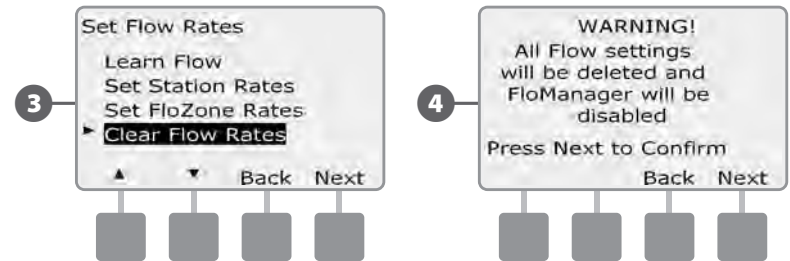 3
Set Flow Rates
Learn Flow
Set Station Rates
Set FloZone Rates
Clear Flow Rates
Back Next
4
WARNING!
All Flow settings
will be deleted and
FloManager will be
disabled
Press Next to Confirm
Back Next